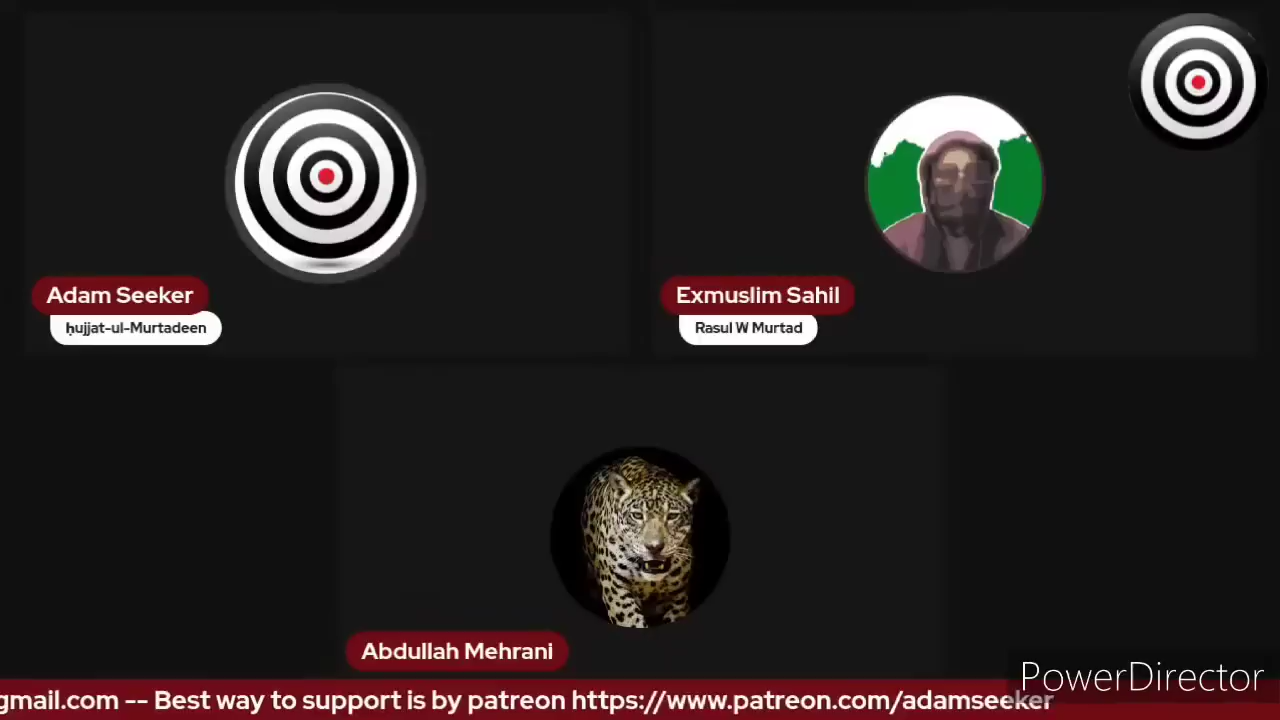 Adam Seeker
ḥujjat-ul-Murtadeen
Exmuslim Sahil
Rasul W Murtad
Abdullah Mehrani
gmail.com -- Best way to support is by patreon https://www.patreon.com/adamseeker
PowerDirector